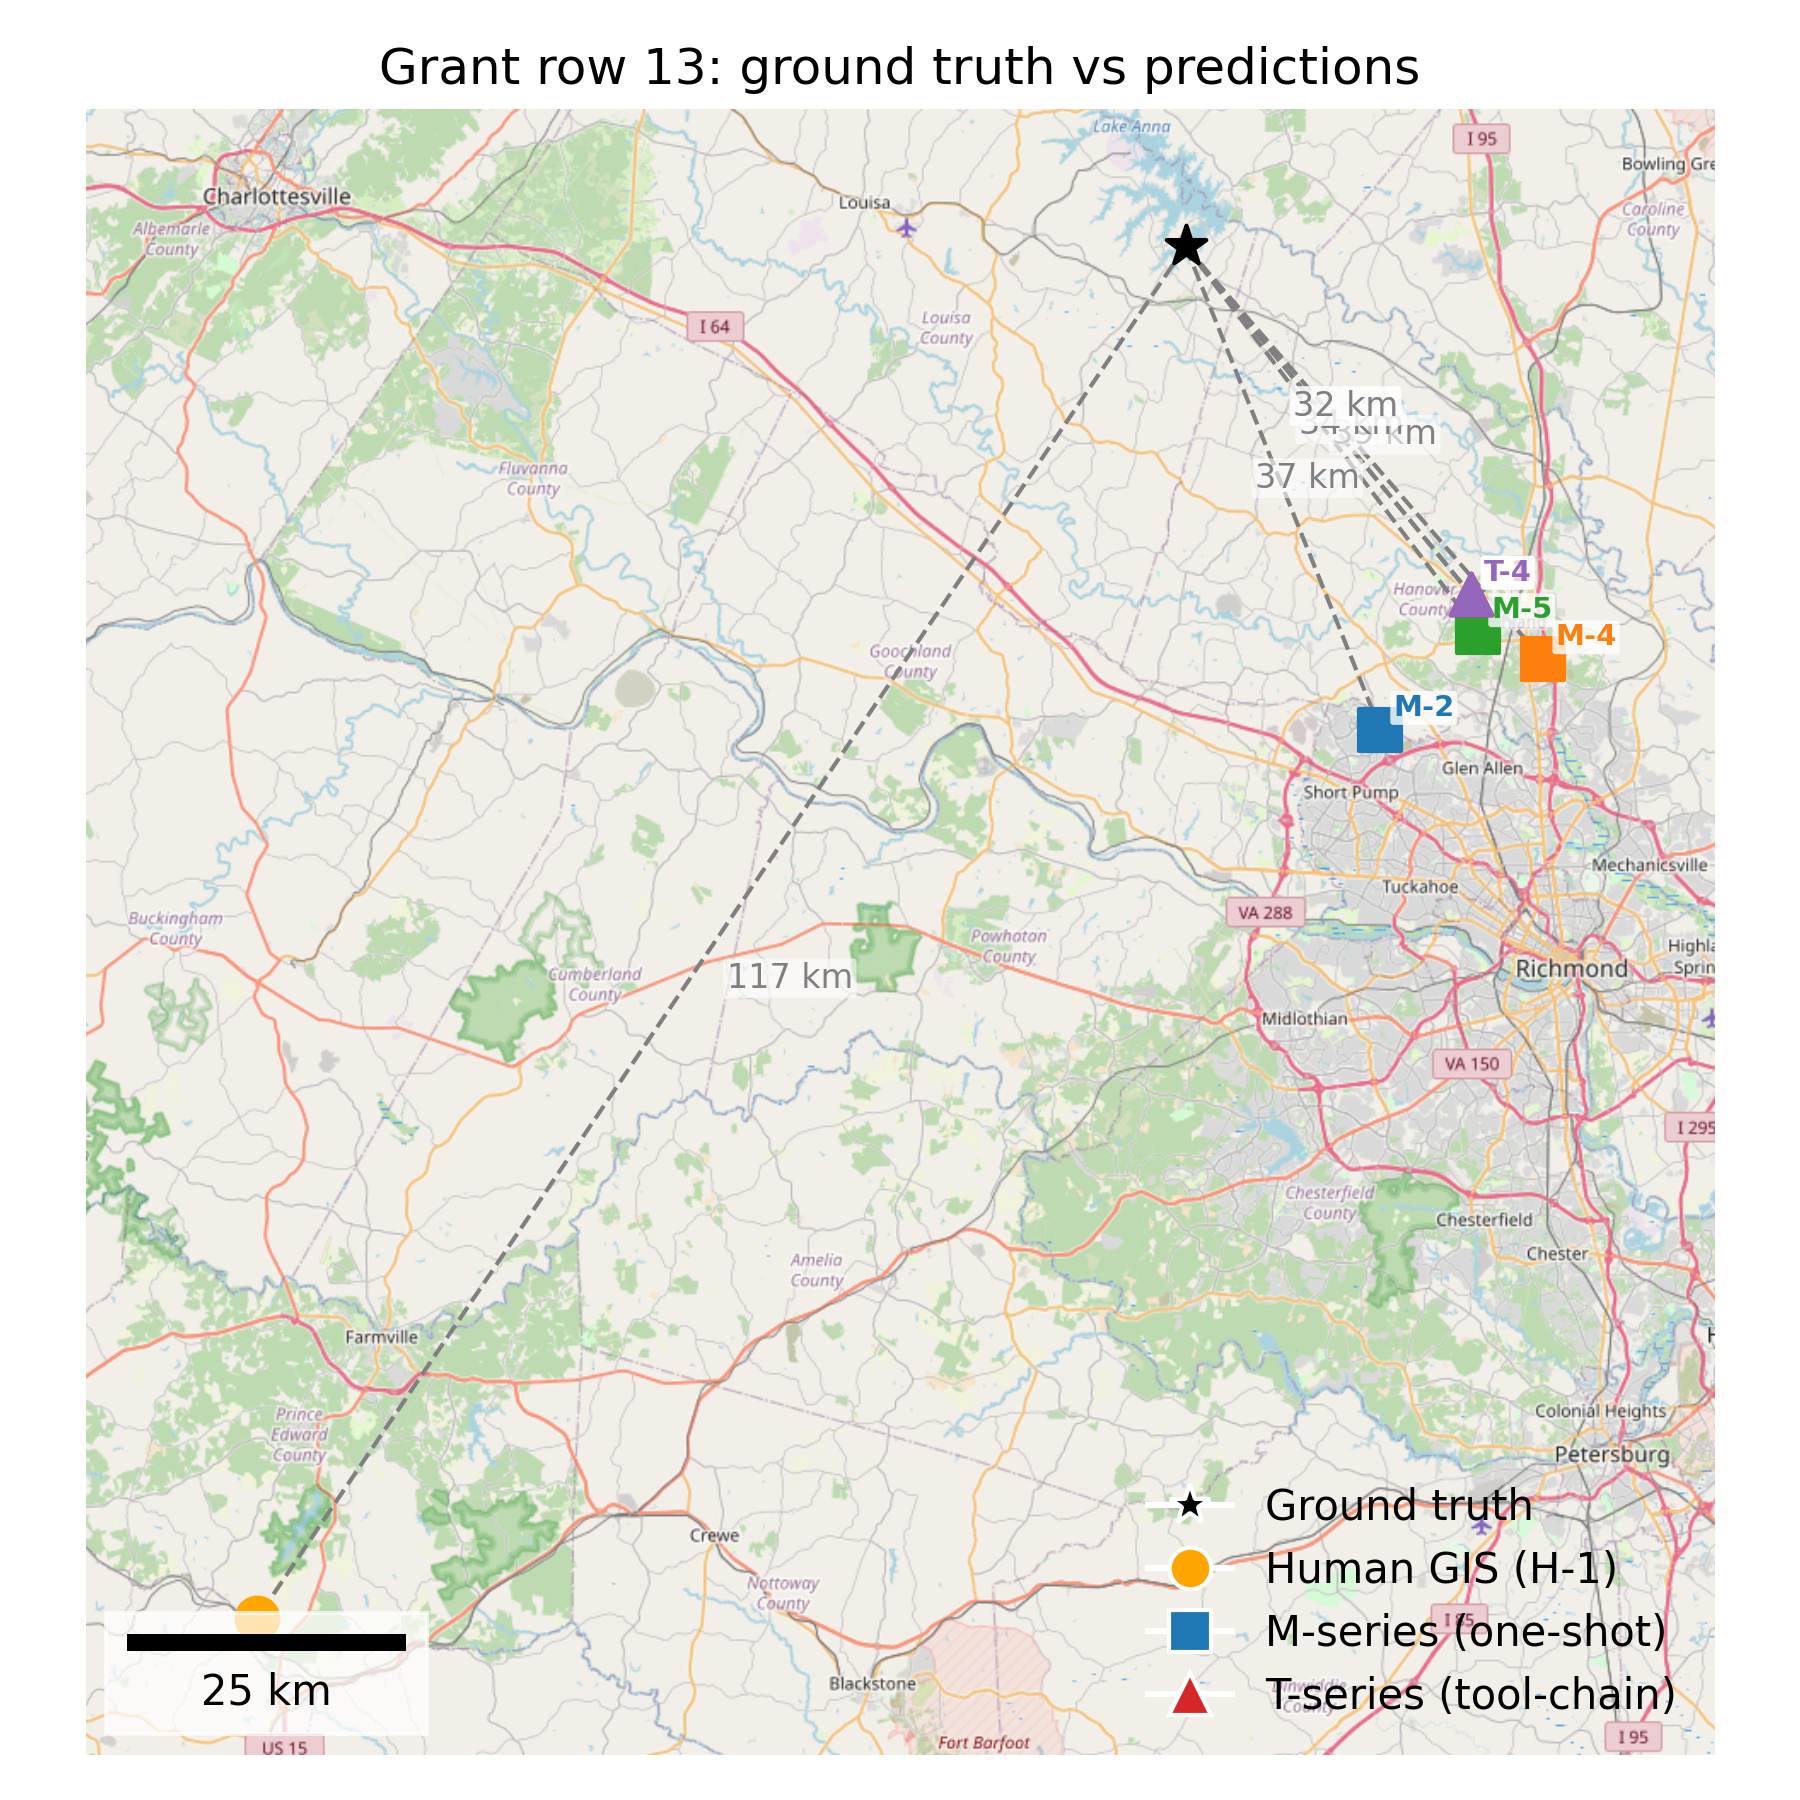 Grant row 13: ground truth vs predictions
Lake Anna
I 95
Bowling Gre
Charlottesville
Louisa
Albemarle
County
Caroline
County
I 64
Louisa
County
32 km
34 km
39 km
37 km
Fluvanna
County
T-4
Hanover
County
M-5
M-4
Goochland
County
M-2
Glen Allen
Short Pump
Mechanicsville
Tuckahoe
VA 288
Buckingham
County
Powhatan
County
Highla
Sprin
Cumberland
County
117 km
Richmond
Midlothian
VA 150
I 295
Chesterfield
County
Chesterfield
Chester
Amelia
County
Farmville
Prince
Edward
County
Colonial Heights
Petersburg
Crewe
Nottoway
County
Ground truth
Human GIS (H-1)
I 85
M-series (one-shot)
T-series (tool-chain)
Dinwiddie
County
25 km
Blackstone
Fort Barfoot
US 15
I 95